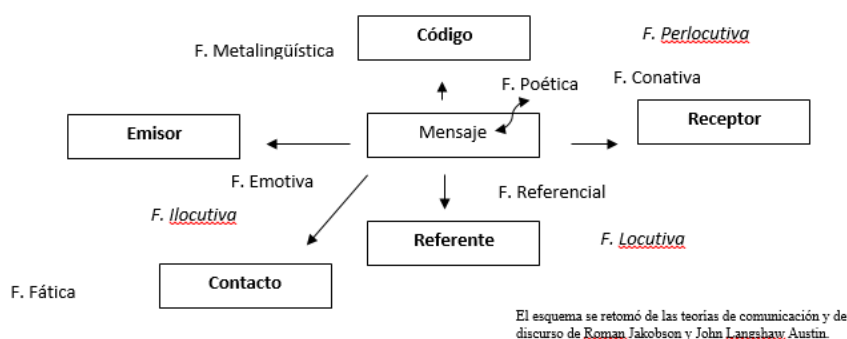 Código
F. Perlocutiva
F. Metalingüística
F. Poética
F. Conativa
Emisor
Mensaje
Receptor
F. Emotiva
F. Referencial
F. Ilocutiva
Referente
F. Locutiva
Contacto
F. Fática
El esquema se retomó de las teorías de comunicación y de
discurso de Roman Jakobson y John Langshaw Austin.